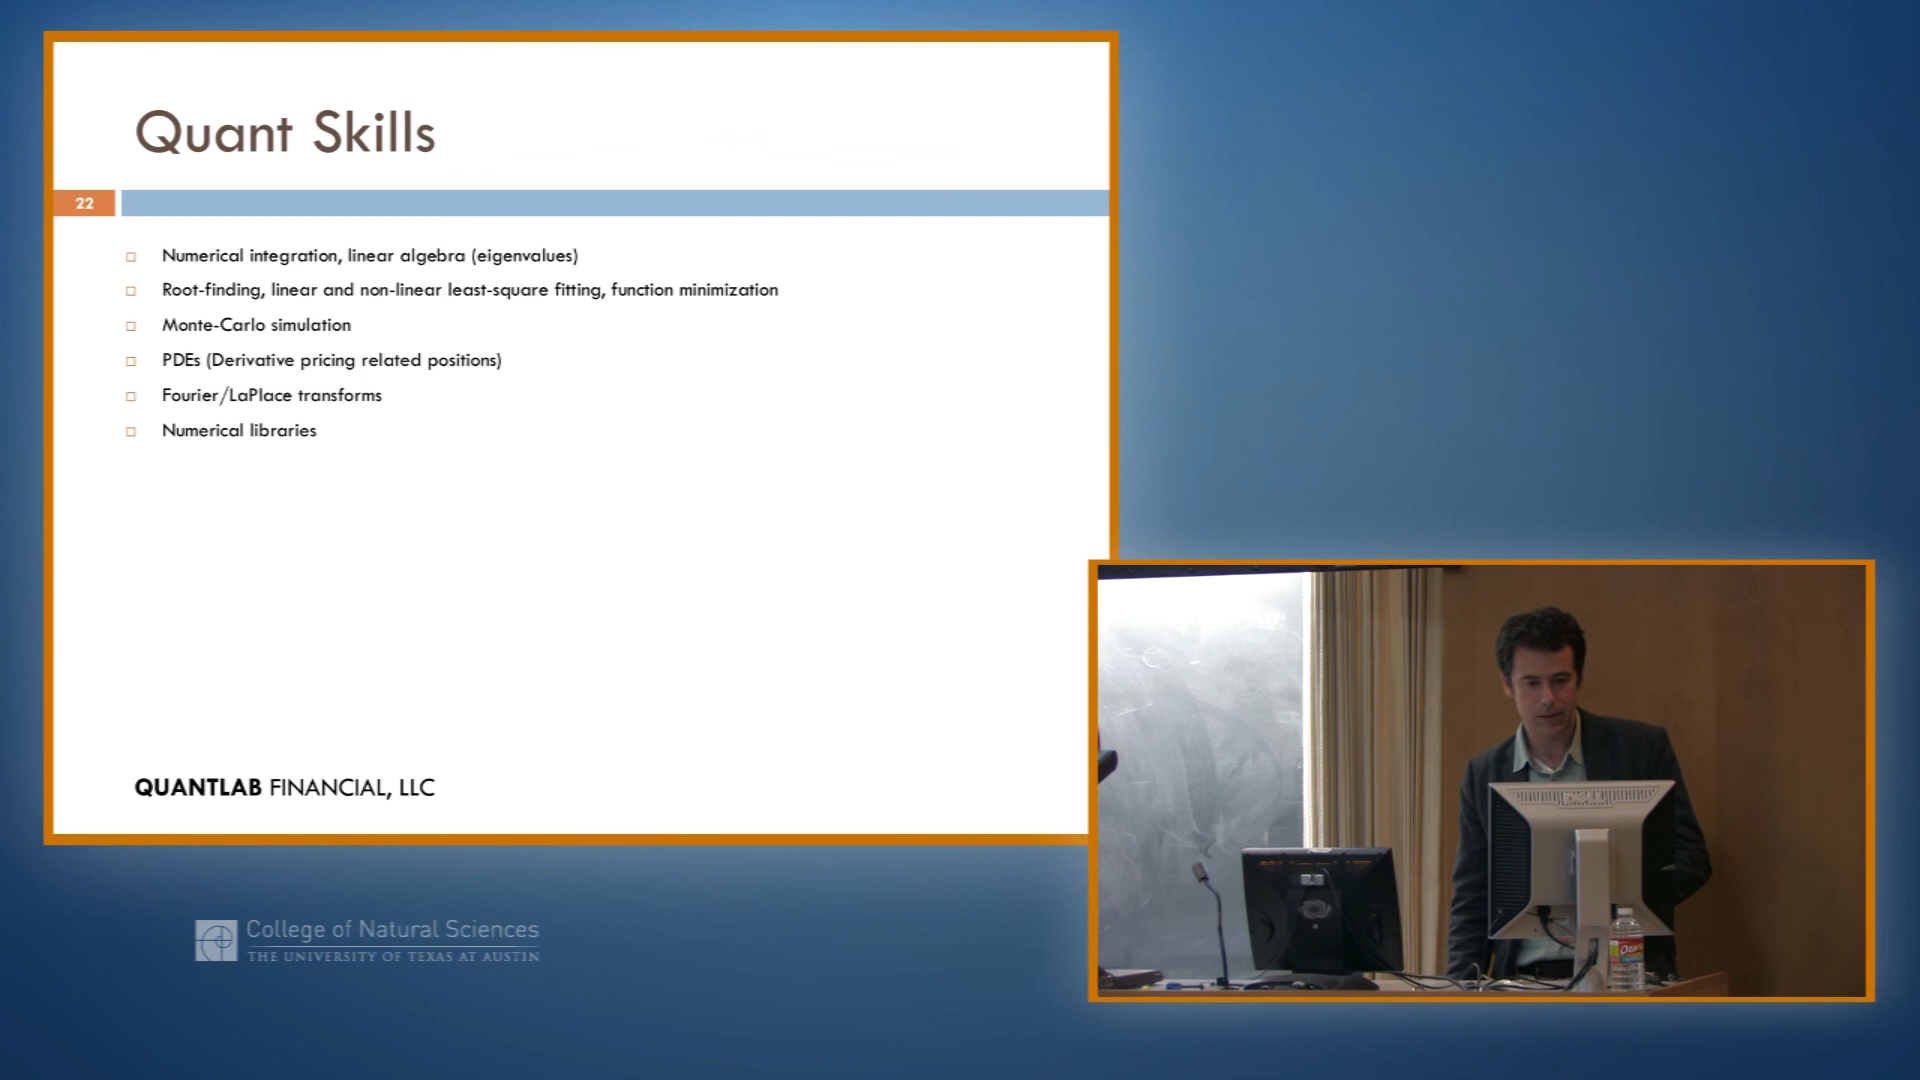 Quant Skills
22
Numerical integration, linear algebra (eigenvalues)
Root-finding, linear and non-linear least-square fitting, function minimization
Monte-Carlo simulation
PDEs (Derivative pricing related positions)
Fourier/LaPlace transforms
Numerical libraries
QUANTLAB FINANCIAL, LLC
College of Natural Sciences
THE UNIVERSITY OF TEXAS AT AUSTIN